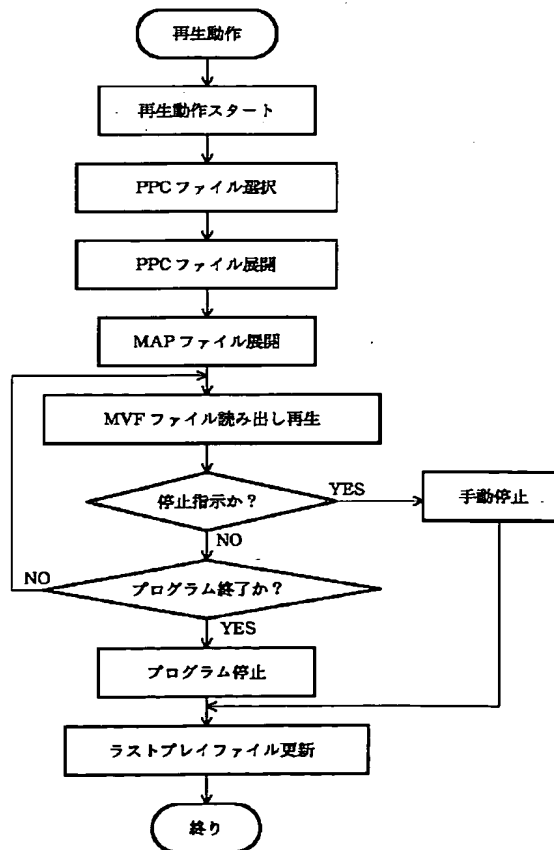 再生動作
再生動作スタート
PPCファイル選択
PPCファイル展開
MAPファイル展開
MVFファイル読み出し再生
停止指示か？
YES
手動停止
NO
プログラム終了か？
NO
YES
プログラム停止
ラストプレイファイル更新
終り